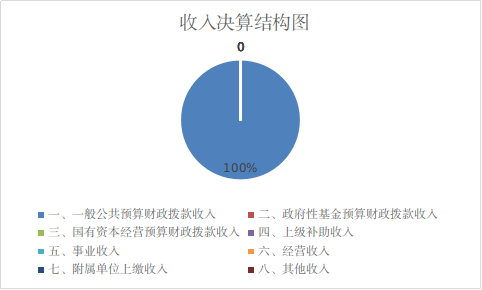 收入决算结构图
0
100%
一、一般公共预算财政拨款收入 二、政府性基金预算财政拨款收入
三、国有资本经营预算财政拨款收入 四、上级补助收入
五、事业收入 六、经营收入
七、附属单位上缴收入 八、其他收入